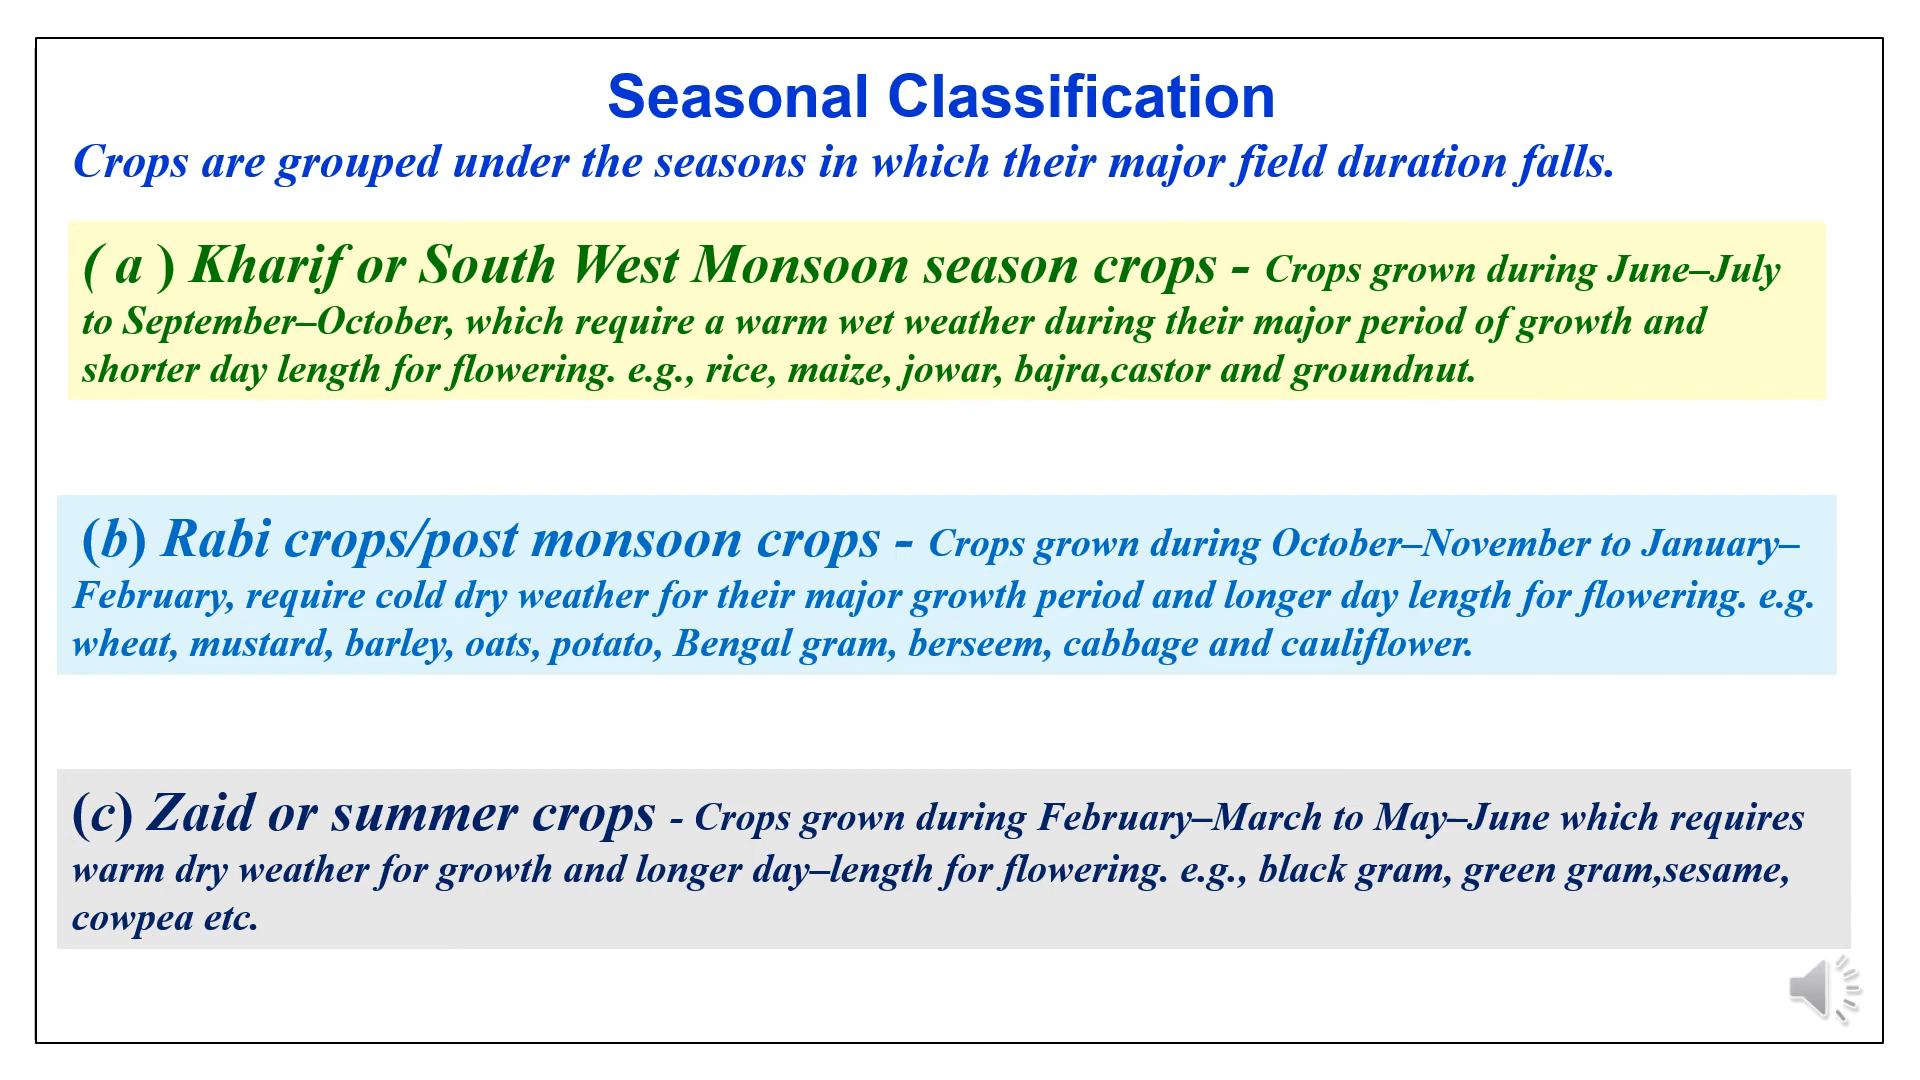 Seasonal Classification
Crops are grouped under the seasons in which their major field duration falls.
( a ) Kharif or South West Monsoon season crops - Crops grown during June–July
to September–October, which require a warm wet weather during their major period of growth and
shorter day length for flowering. e.g., rice, maize, jowar, bajra,castor and groundnut.
(b) Rabi crops/post monsoon crops - Crops grown during October–November to January–
February, require cold dry weather for their major growth period and longer day length for flowering. e.g.
wheat, mustard, barley, oats, potato, Bengal gram, berseem, cabbage and cauliflower.
(c) Zaid or summer crops - Crops grown during February–March to May–June which requires
warm dry weather for growth and longer day–length for flowering. e.g., black gram, green gram,sesame,
cowpea etc.